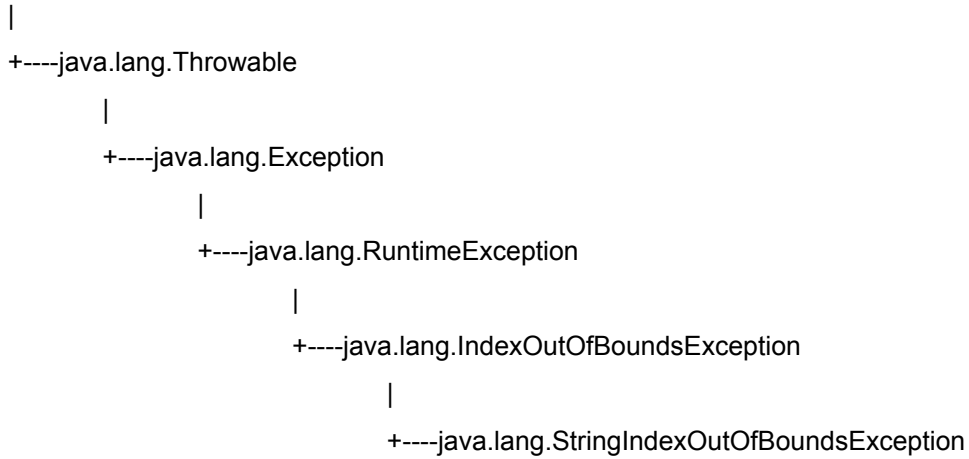 |
+----java.lang.Throwable
|
+----java.lang.Exception
|
+----java.lang.RuntimeException
|
+----java.lang.IndexOutOfBoundsException
|
+----java.lang.StringIndexOutOfBoundsException